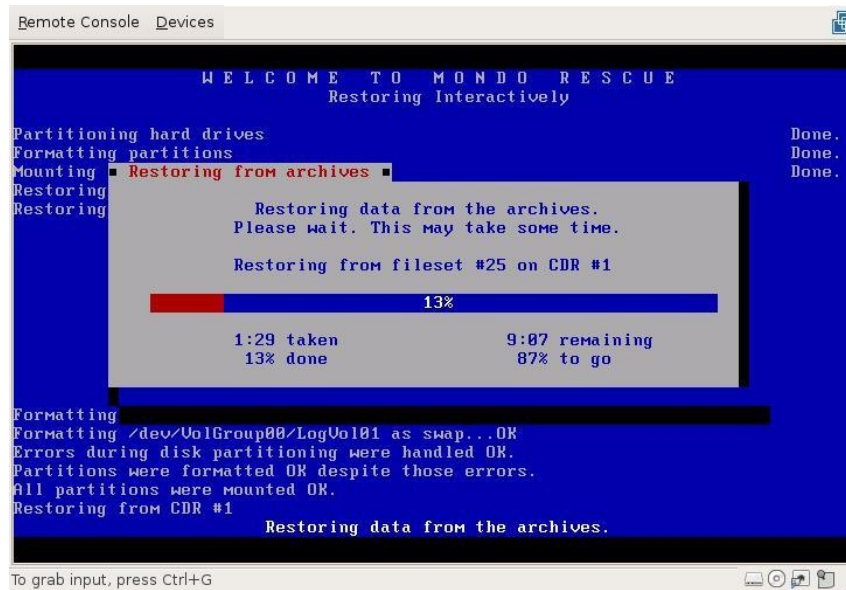 Remote Console Devices
W E L C O M E T O M O N D O R E S C U E
Restoring Interactively
Partitioning hard drives Done.
Formatting partitions Done.
Mounting Done.
Restoring from archives
Restoring
Restoring
Restoring data from the archives.
Please wait. This may take some time.
Restoring from fileset #25 on CDR #1
13%
1:29 taken 9:07 remaining
13% done 87% to go
Formatting
Formatting /dev/VolGroup00/LogVol01 as swap...OK
Errors during disk partitioning were handled OK.
Partitions were formatted OK despite those errors.
All partitions were mounted OK.
Restoring from CDR #1
Restoring data from the archives.
To grab input, press Ctrl+G